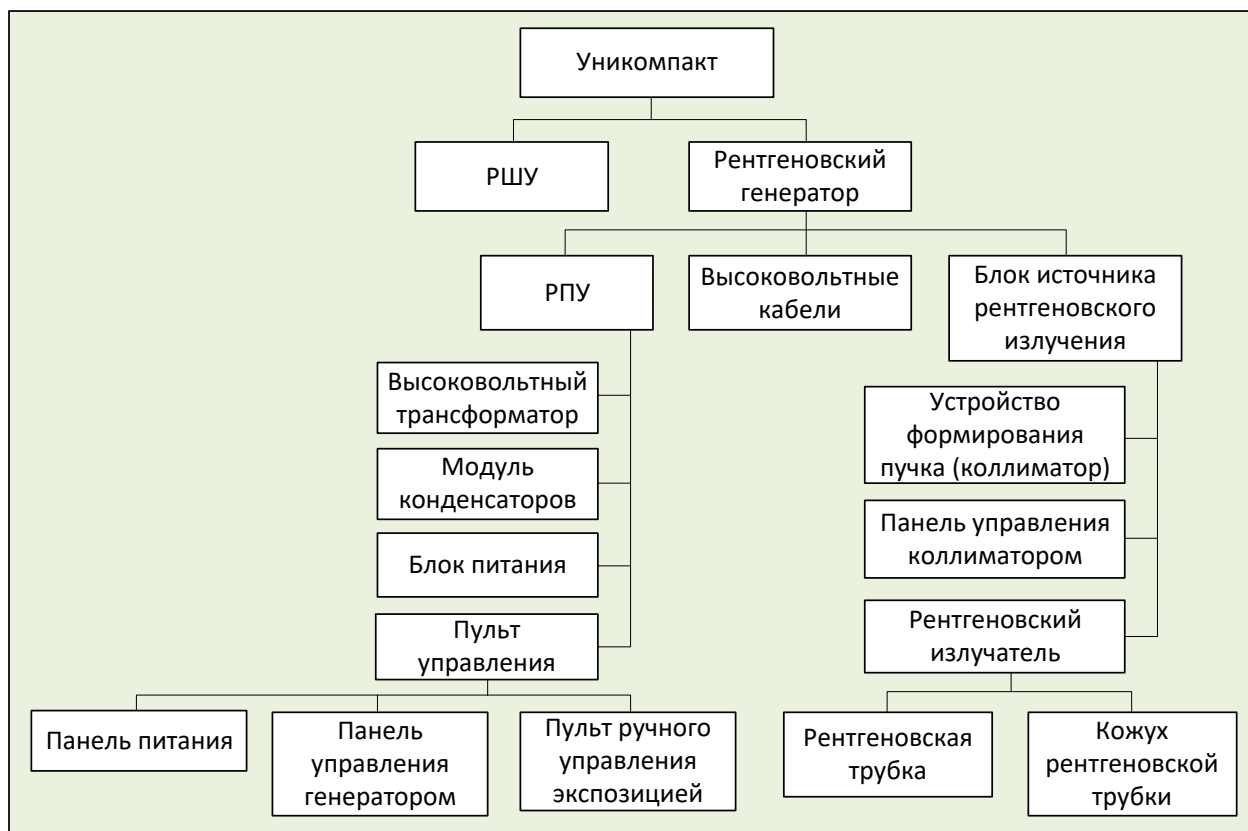 Уникомпакт
РШУ
Рентгеновский
генератор
РПУ
Высоковольтные
кабели
Блок источника
рентгеновского
излучения
Высоковольтный
трансформатор
Модуль
конденсаторов
Блок питания
Пульт
управления
Панель питания
Панель
управления
генератором
Пульт ручного
управления
экспозицией
Устройство
формирования
пучка (коллиматор)
Панель управления
коллиматором
Рентгеновский
излучатель
Рентгеновская
трубка
Кожух
рентгеновской
трубки